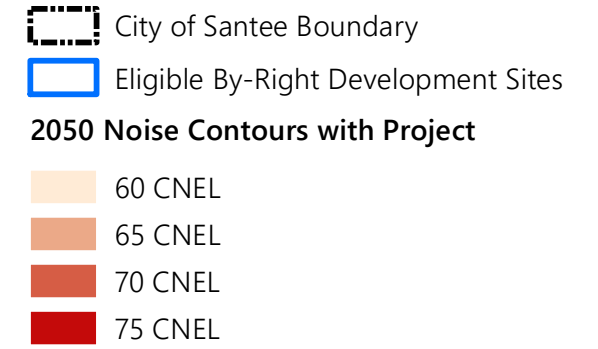 City of Santee Boundary
Eligible By-Right Development Sites
2050 Noise Contours with Project
60 CNEL
65 CNEL
70 CNEL
75 CNEL